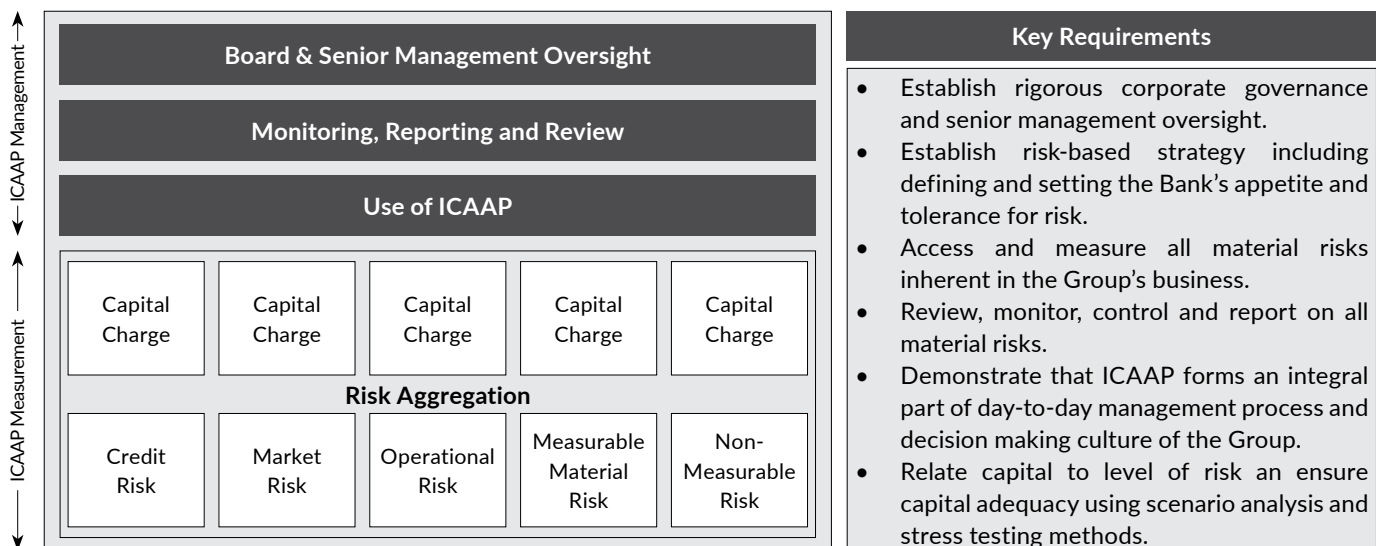 ICAAP Management
Board & Senior Management Oversight
Monitoring, Reporting and Review
Use of ICAAP
ICAAP Measurement
Capital
Charge
Capital
Charge
Capital
Charge
Capital
Charge
Capital
Charge
Risk Aggregation
Credit
Risk
Market
Risk
Operational
Risk
Measurable
Material
Risk
Non-
Measurable
Risk
Key Requirements
• Establish rigorous corporate governance
and senior management oversight.
• Establish risk-based strategy including
defining and setting the Bank’s appetite and
tolerance for risk.
• Access and measure all material risks
inherent in the Group’s business.
• Review, monitor, control and report on all
material risks.
• Demonstrate that ICAAP forms an integral
part of day-to-day management process and
decision making culture of the Group.
• Relate capital to level of risk an ensure
capital adequacy using scenario analysis and
stress testing methods.